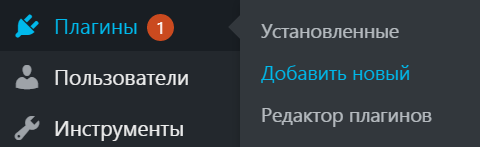 Плагины 1
Пользователи
Инструменты
Установленные
Добавить новый
Редактор плагинов